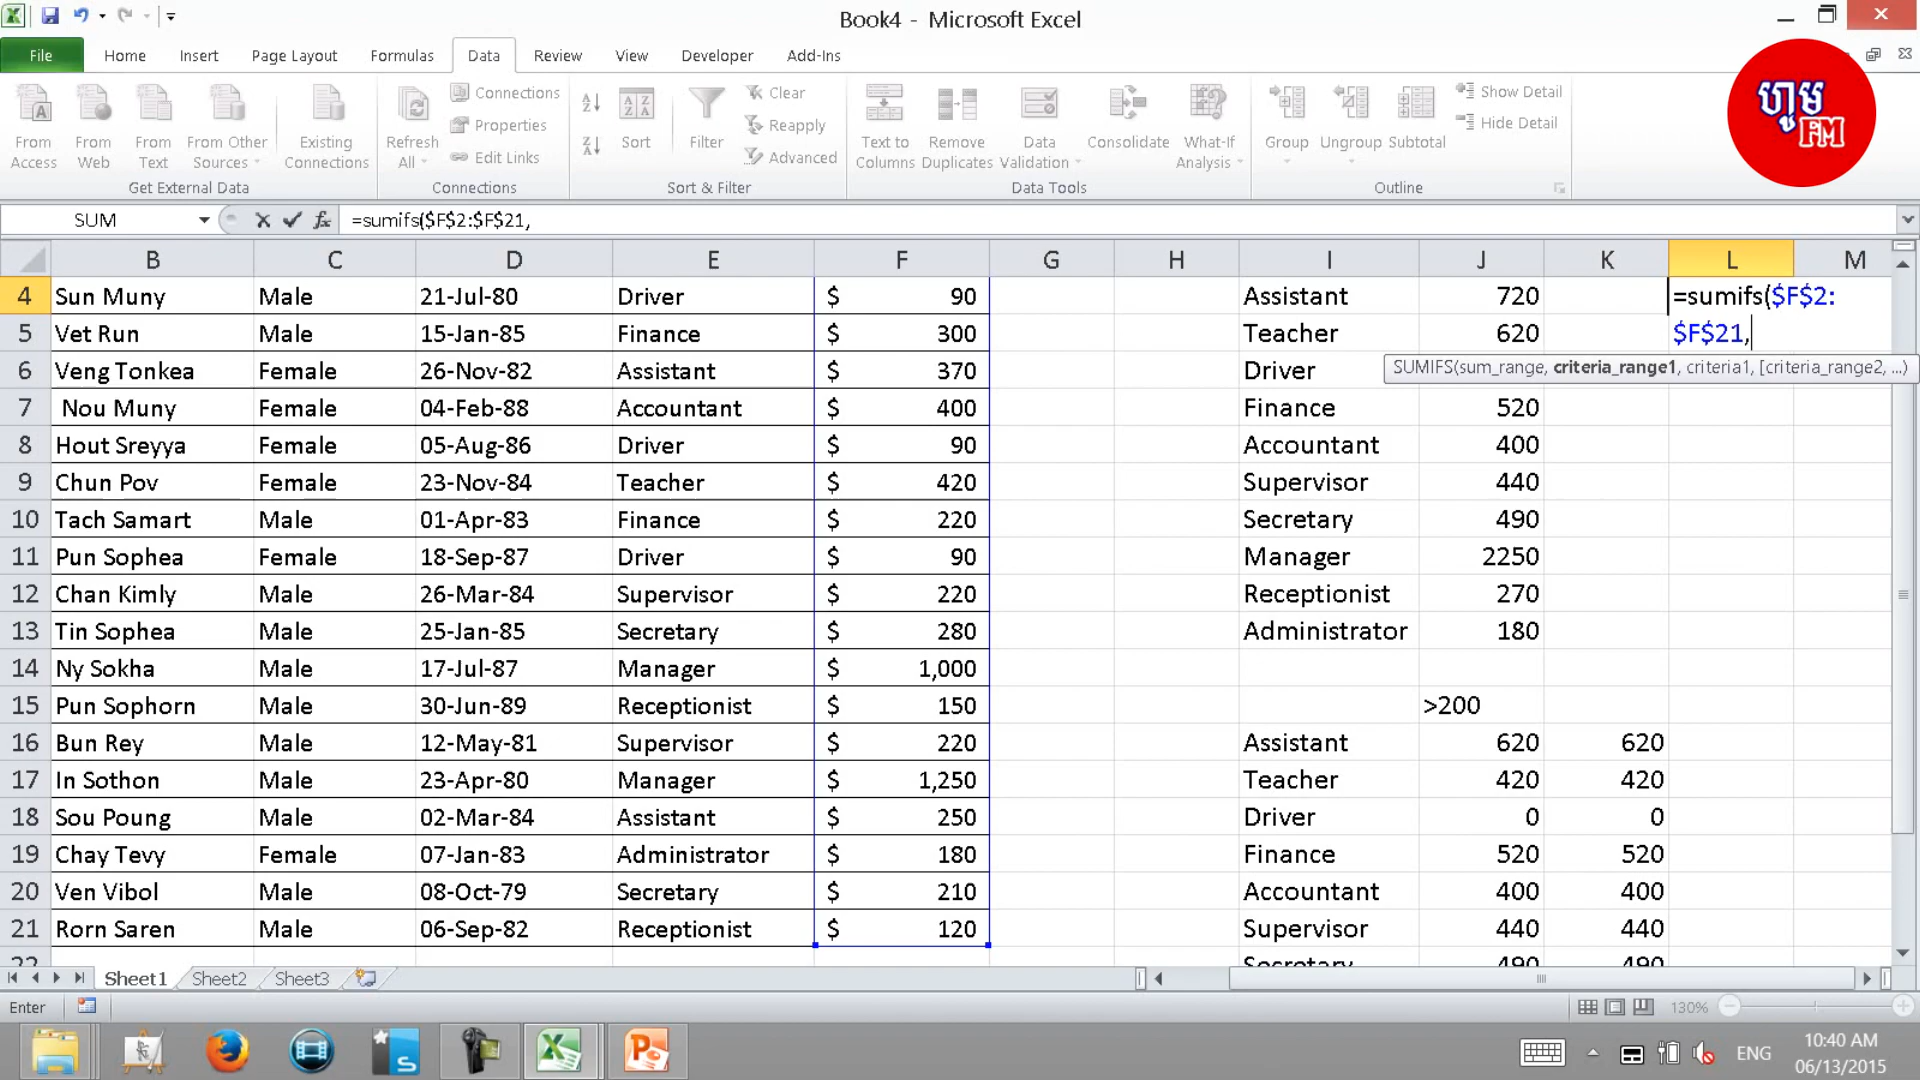 Book4 - Microsoft Excel
File Home Insert Page Layout Formulas Data Review View Developer Add-Ins
From Access
From Web
From Text
From Other Sources
Existing Connections
Get External Data
Refresh All
Connections
Properties
Edit Links
Connections
Sort
Filter
Clear
Reapply
Advanced
Sort & Filter
Text to Columns
Remove Duplicates
Data Validation
Consolidate
What-If Analysis
Data Tools
Group
Ungroup
Subtotal
Show Detail
Hide Detail
Outline
ហ្សូម
FM
SUM =sumifs($F$2:$F$21,
B C D E F G H I J K L M
4 Sun Muny Male 21-Jul-80 Driver $ 90 Assistant 720 =sumifs($F$2:
5 Vet Run Male 15-Jan-85 Finance $ 300 Teacher 620 $F$21,
6 Veng Tonkea Female 26-Nov-82 Assistant $ 370 Driver SUMIFS(sum_range, criteria_range1, criteria1, [criteria_range2, ...)
7 Nou Muny Female 04-Feb-88 Accountant $ 400 Finance 520
8 Hout Sreyya Female 05-Aug-86 Driver $ 90 Accountant 400
9 Chun Pov Female 23-Nov-84 Teacher $ 420 Supervisor 440
10 Tach Samart Male 01-Apr-83 Finance $ 220 Secretary 490
11 Pun Sophea Female 18-Sep-87 Driver $ 90 Manager 2250
12 Chan Kimly Male 26-Mar-84 Supervisor $ 220 Receptionist 270
13 Tin Sophea Male 25-Jan-85 Secretary $ 280 Administrator 180
14 Ny Sokha Male 17-Jul-87 Manager $ 1,000
15 Pun Sophorn Male 30-Jun-89 Receptionist $ 150 >200
16 Bun Rey Male 12-May-81 Supervisor $ 220 Assistant 620 620
17 In Sothon Male 23-Apr-80 Manager $ 1,250 Teacher 420 420
18 Sou Poung Male 02-Mar-84 Assistant $ 250 Driver 0 0
19 Chay Tevy Female 07-Jan-83 Administrator $ 180 Finance 520 520
20 Ven Vibol Male 08-Oct-79 Secretary $ 210 Accountant 400 400
21 Rorn Saren Male 06-Sep-82 Receptionist $ 120 Supervisor 440 440
22 Secretary 490 490
Sheet1 Sheet2 Sheet3
Enter 130%
ENG
10:40 AM
06/13/2015